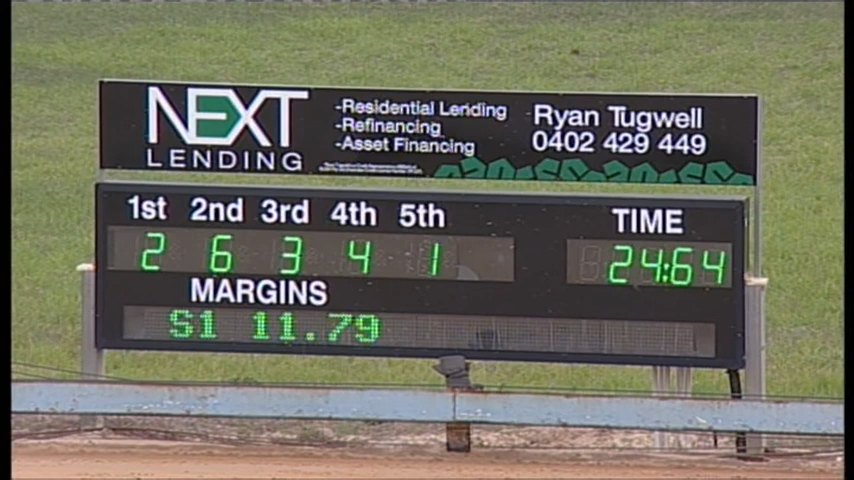 NEXT
LENDING
-Residential Lending
-Refinancing
-Asset Financing
Ryan Tugwell
0402 429 449
1st 2nd 3rd 4th 5th
2 6 3 4 1
TIME
24:64
MARGINS
S1 11.79